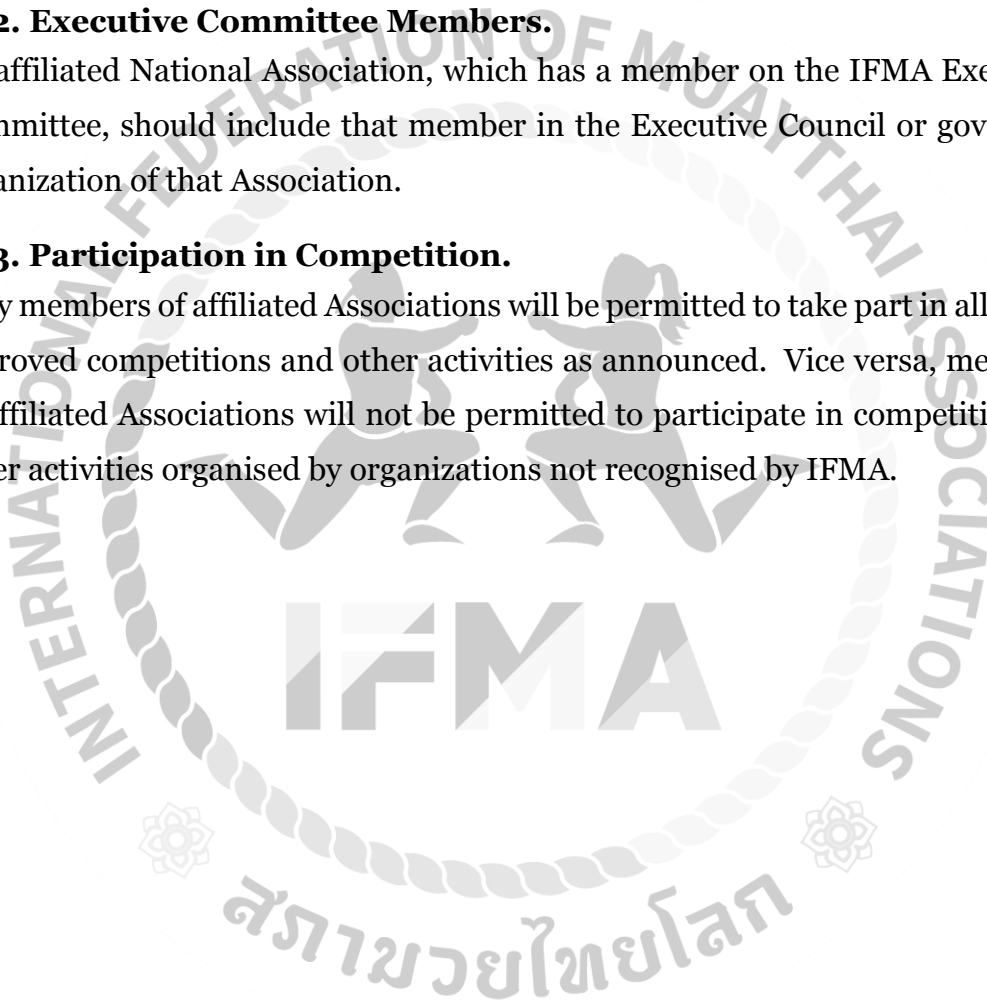 2. Executive Committee Members.
affiliated National Association, which has a member on the IFMA Exe
mmittee, should include that member in the Executive Council or gov
anization of that Association.
3. Participation in Competition.
y members of affiliated Associations will be permitted to take part in all
roved competitions and other activities as announced. Vice versa, me
ffiliated Associations will not be permitted to participate in competiti
er activities organised by organizations not recognised by IFMA.
INTERNATIONAL FEDERATION OF MUAYTHAI ASSOCIATIONS
IFMA
สภามวยไทยโลก